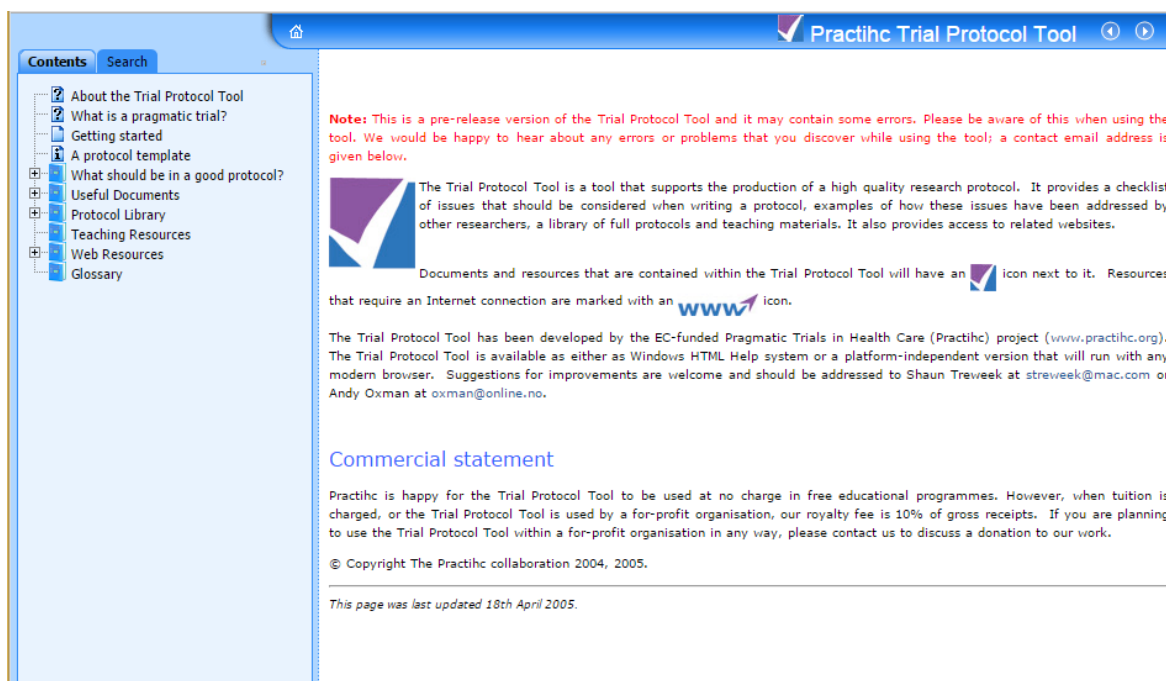 Practihc Trial Protocol Tool
Contents
Search
About the Trial Protocol Tool
What is a pragmatic trial?
Getting started
A protocol template
What should be in a good protocol?
Useful Documents
Protocol Library
Teaching Resources
Web Resources
Glossary
Note: This is a pre-release version of the Trial Protocol Tool and it may contain some errors. Please be aware of this when using the
tool. We would be happy to hear about any errors or problems that you discover while using the tool; a contact email address is
given below.
The Trial Protocol Tool is a tool that supports the production of a high quality research protocol. It provides a checklist
of issues that should be considered when writing a protocol, examples of how these issues have been addressed by
other researchers, a library of full protocols and teaching materials. It also provides access to related websites.
Documents and resources that are contained within the Trial Protocol Tool will have an icon next to it. Resources
that require an Internet connection are marked with an www icon.
The Trial Protocol Tool has been developed by the EC-funded Pragmatic Trials in Health Care (Practihc) project (www.practihc.org).
The Trial Protocol Tool is available as either as Windows HTML Help system or a platform-independent version that will run with any
modern browser. Suggestions for improvements are welcome and should be addressed to Shaun Treweek at streweek@mac.com or
Andy Oxman at oxman@online.no.
Commercial statement
Practihc is happy for the Trial Protocol Tool to be used at no charge in free educational programmes. However, when tuition is
charged, or the Trial Protocol Tool is used by a for-profit organisation, our royalty fee is 10% of gross receipts. If you are planning
to use the Trial Protocol Tool within a for-profit organisation in any way, please contact us to discuss a donation to our work.
© Copyright The Practihc collaboration 2004, 2005.
This page was last updated 18th April 2005.